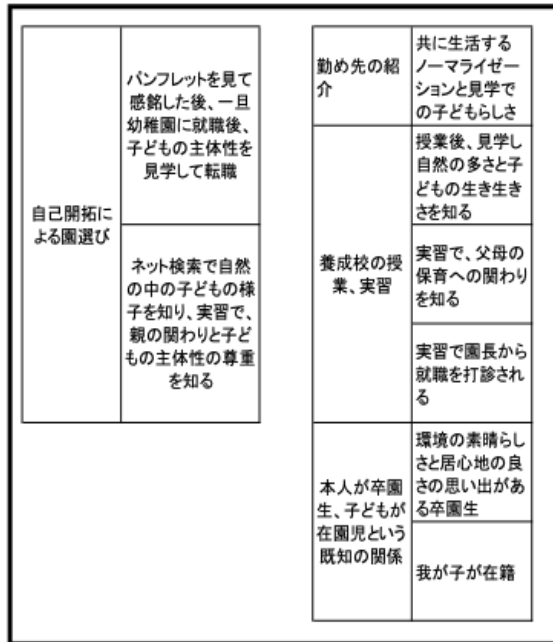 自己開拓に
よる園選び
パンフレットを見て
感銘した後、一旦
幼稚園に就職後、
子どもの主体性を
見学して転職
ネット検索で自然
の中の子どもの様
子を知り、実習で、
親の関わりと子ど
もの主体性の尊重
を知る
勤め先の紹
介
共に生活する
ノーマライゼー
ションと見学で
の子どもらしさ
養成校の授
業、実習
授業後、見学し
自然の多さと子
どもの生き生き
さを知る
実習で、父母の
保育への関わり
を知る
実習で園長から
就職を打診され
る
本人が卒園
生、子どもが
在園児という
既知の関係
環境の素晴らし
さと居心地の良
さの思い出があ
る卒園生
我が子が在籍